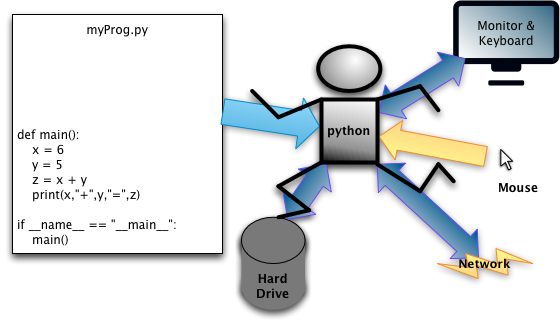 myProg.py
def main():
    x = 6
    y = 5
    z = x + y
    print(x,"+",y,"=",z)
if __name__ == "__main__":
    main()
Monitor &
Keyboard
python
Mouse
Network
Hard
Drive